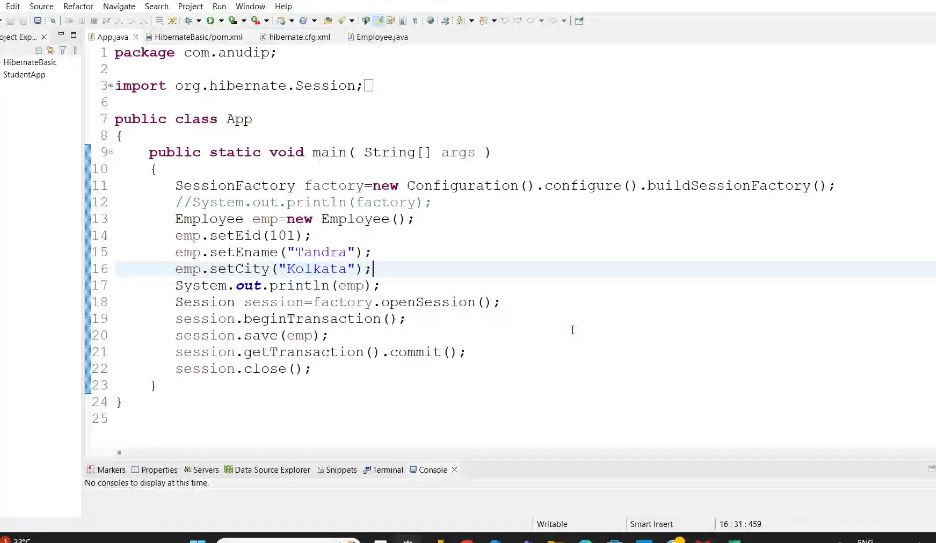 Edit Source Refactor Navigate Search Project Run Window Help
oject Exp... App.java HibernateBasic/pom.xml hibernate.cfg.xml Employee.java
HibernateBasic
StudentApp
1 package com.anudip;
2
3 import org.hibernate.Session;
6
7 public class App
8 {
9 public static void main( String[] args )
10 {
11 SessionFactory factory=new Configuration().configure().buildSessionFactory();
12 //System.out.println(factory);
13 Employee emp=new Employee();
14 emp.setEid(101);
15 emp.setEname("Tandra");
16 emp.setCity("Kolkata");
17 System.out.println(emp);
18 Session session=factory.openSession();
19 session.beginTransaction();
20 session.save(emp);
21 session.getTransaction().commit();
22 session.close();
23 }
24 }
25
Markers Properties Servers Data Source Explorer Snippets Terminal Console
No consoles to display at this time.
Writable Smart Insert 16 : 31 : 459